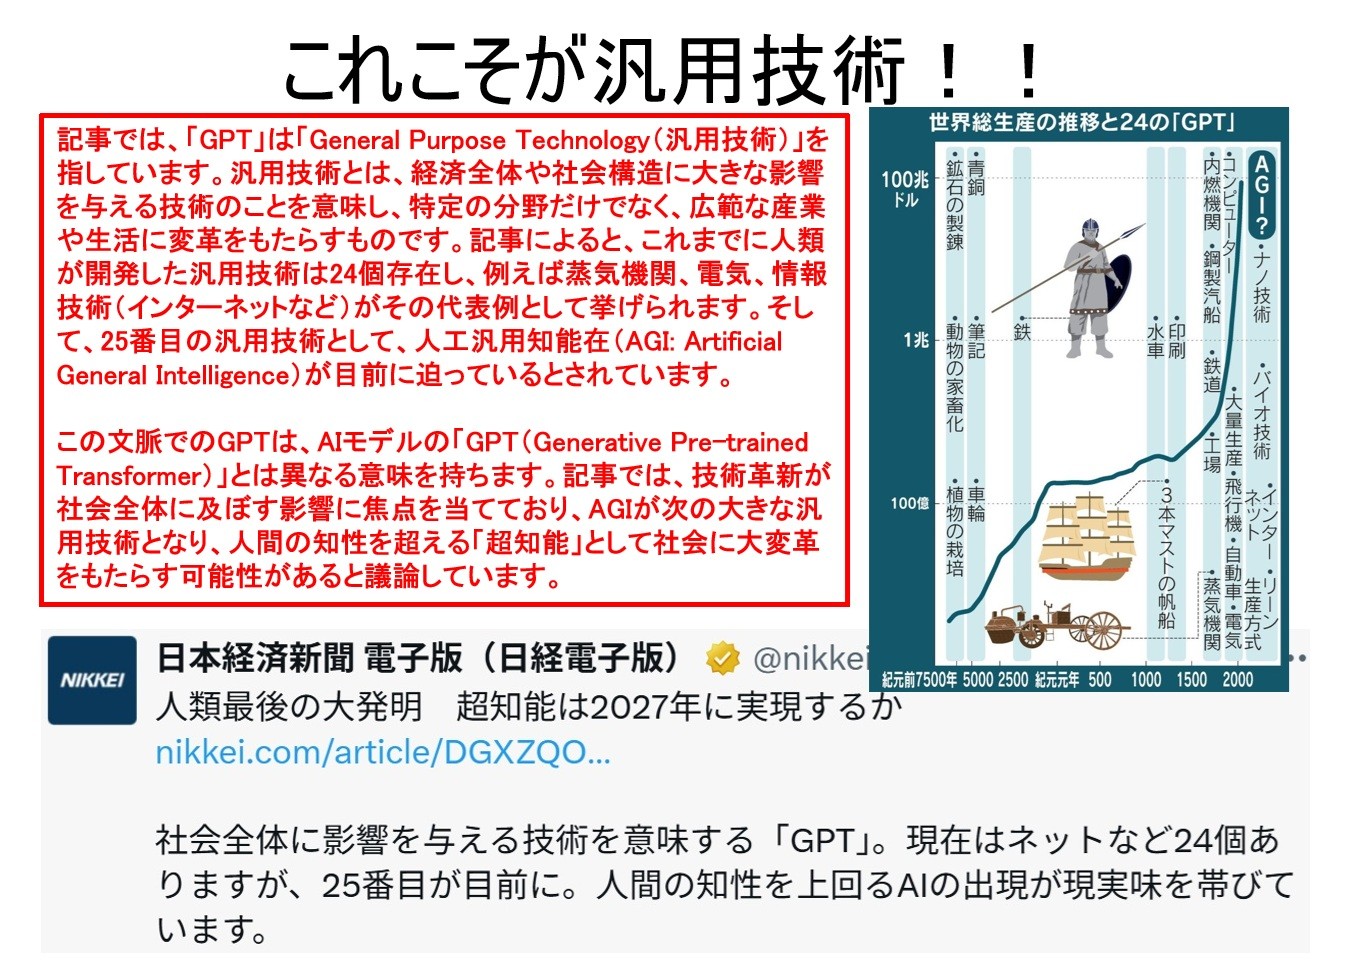 これこそが汎用技術！！
記事では、「GPT」は「General Purpose Technology（汎用技術）」を
指しています。汎用技術とは、経済全体や社会構造に大きな影響
を与える技術のことを意味し、特定の分野だけでなく、広範な産業
や生活に変革をもたらすものです。記事によると、これまでに人類
が開発した汎用技術は24個存在し、例えば蒸気機関、電気、情報
技術（インターネットなど）がその代表例として挙げられます。そし
て、25番目の汎用技術として、人工汎用知能在（AGI: Artificial
General Intelligence）が目前に迫っているとされています。
この文脈でのGPTは、AIモデルの「GPT（Generative Pre-trained
Transformer）」とは異なる意味を持ちます。記事では、技術革新が
社会全体に及ぼす影響に焦点を当てており、AGIが次の大きな汎
用技術となり、人間の知性を超える「超知能」として社会に大変革
をもたらす可能性があると議論しています。
世界総生産の推移と24の「GPT」
100兆
ドル
1兆
100億
・鉱石の製錬
・青銅
・動物の家畜化
・筆記
・植物の栽培
・車輪
・鉄
・水車
・印刷
・3本マストの帆船
・内燃機関
・鋼製汽船
・鉄道
・工場
・蒸気機関
・コンピューター
・大量生産
・飛行機
・自動車
・電気
AGI?
・ナノ技術
・バイオ技術
・インター
ネット
・リーン
生産方式
紀元前7500年 5000 2500 紀元元年 500 1000 1500 2000
NIKKEI
日本経済新聞 電子版（日経電子版） @nikkei
人類最後の大発明　超知能は2027年に実現するか
nikkei.com/article/DGXZQO…
社会全体に影響を与える技術を意味する「GPT」。現在はネットなど24個あ
りますが、25番目が目前に。人間の知性を上回るAIの出現が現実味を帯びて
います。